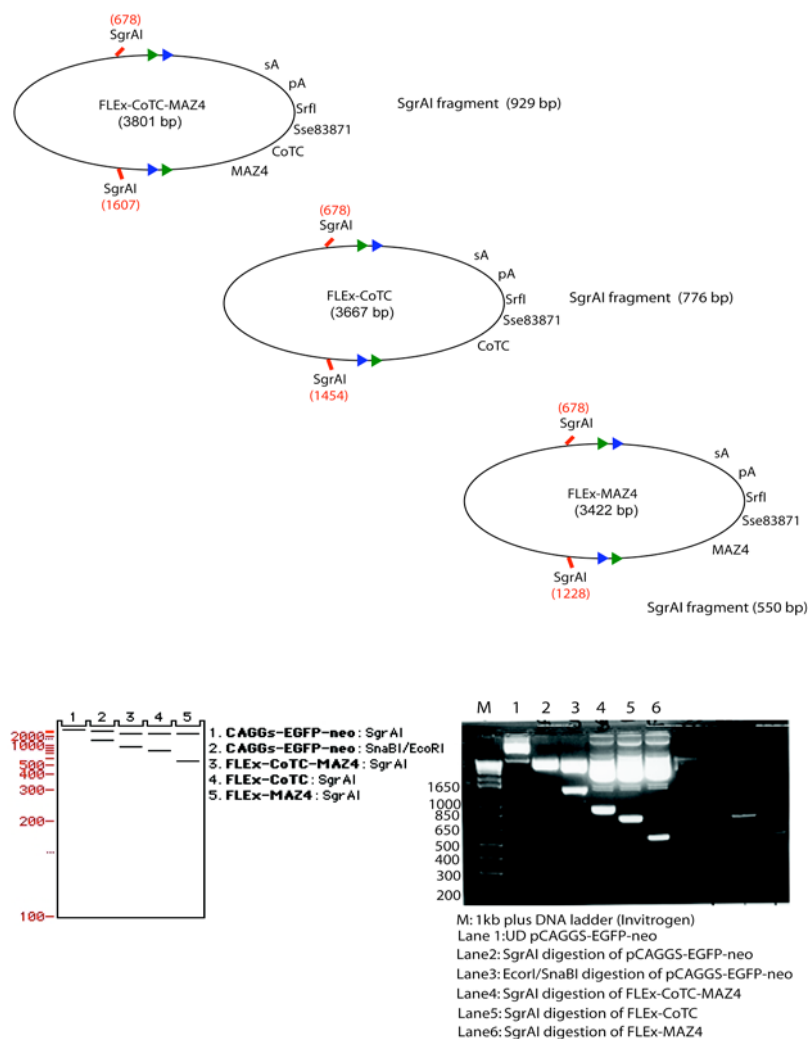 (678)
SgrAI
sA
pA
FLEx-CoTC-MAZ4
(3801 bp)
SrfI
Sse83871
CoTC
MAZ4
SgrAI
(1607)
SgrAI fragment (929 bp)
(678)
SgrAI
sA
pA
FLEx-CoTC
(3667 bp)
SrfI
Sse83871
CoTC
SgrAI
(1454)
SgrAI fragment (776 bp)
(678)
SgrAI
sA
pA
FLEx-MAZ4
(3422 bp)
SrfI
Sse83871
MAZ4
SgrAI
(1228)
SgrAI fragment (550 bp)
1 2 3 4 5
2000
1000
500
400
300
200
100
1. CAGGs-EGFP-neo: SgrAI
2. CAGGs-EGFP-neo: SnaBI/EcoRI
3. FLEx-CoTC-MAZ4: SgrAI
4. FLEx-CoTC: SgrAI
5. FLEx-MAZ4: SgrAI
M 1 2 3 4 5 6
1650
1000
850
650
500
400
300
200
M: 1kb plus DNA ladder (Invitrogen)
Lane 1:UD pCAGGS-EGFP-neo
Lane2: SgrAI digestion of pCAGGS-EGFP-neo
Lane3: EcorI/SnaBI digestion of pCAGGS-EGFP-neo
Lane4: SgrAI digestion of FLEx-CoTC-MAZ4
Lane5: SgrAI digestion of FLEx-CoTC
Lane6: SgrAI digestion of FLEx-MAZ4